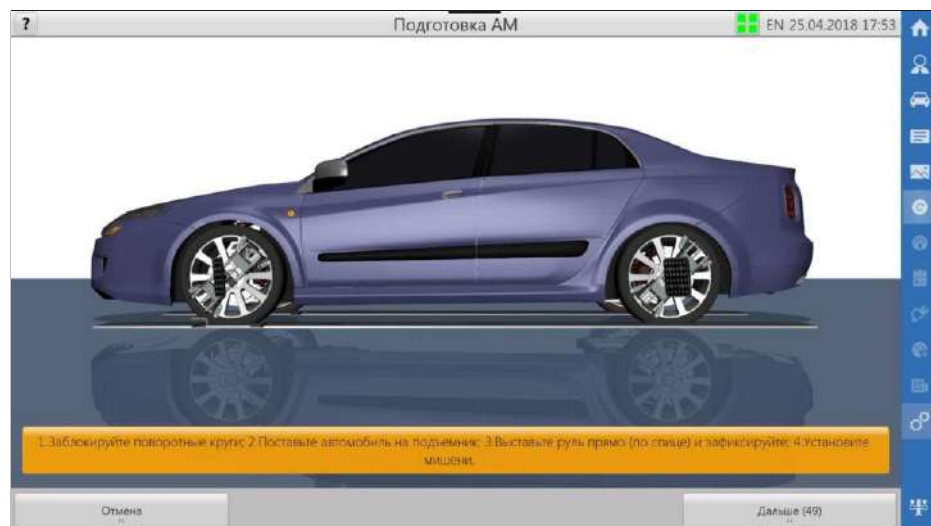 ?
Подготовка АМ
EN 25.04.2018 17:53
1.Заблокируйте поворотные круги; 2.Поставьте автомобиль на подъемник; 3.Выставьте руль прямо (по спице) и зафиксируйте; 4.Установите
мишени.
Отмена
Дальше (49)